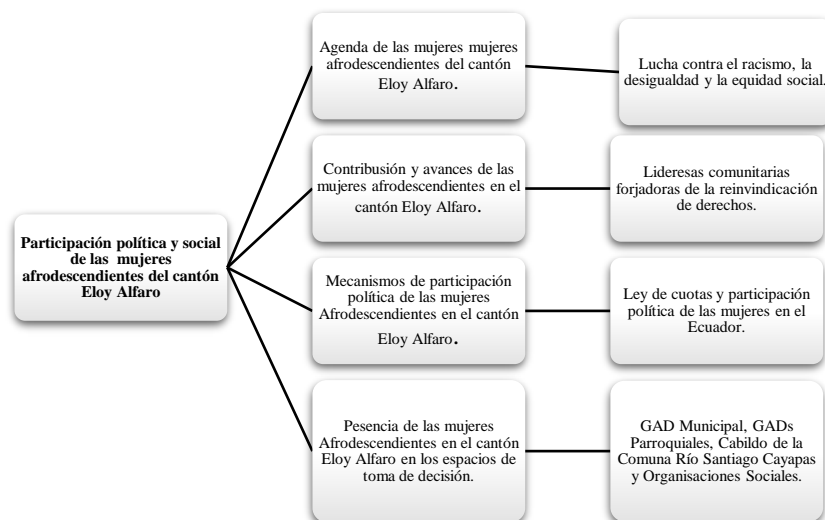 Participación política y social
de las mujeres
afrodescendientes del cantón
Eloy Alfaro
Agenda de las mujeres mujeres
afrodescendientes del cantón
Eloy Alfaro.
Lucha contra el racismo, la
desigualdad y la equidad social.
Contribusión y avances de las
mujeres afrodescendientes en el
cantón Eloy Alfaro.
Lideresas comunitarias
forjadoras de la reinvindicación
de derechos.
Mecanismos de participación
política de las mujeres
Afrodescendientes en el cantón
Eloy Alfaro.
Ley de cuotas y participación
política de las mujeres en el
Ecuador.
Pesencia de las mujeres
Afrodescendientes en el cantón
Eloy Alfaro en los espacios de
toma de decisión.
GAD Municipal, GADs
Parroquiales, Cabildo de la
Comuna Río Santiago Cayapas
y Organisaciones Sociales.